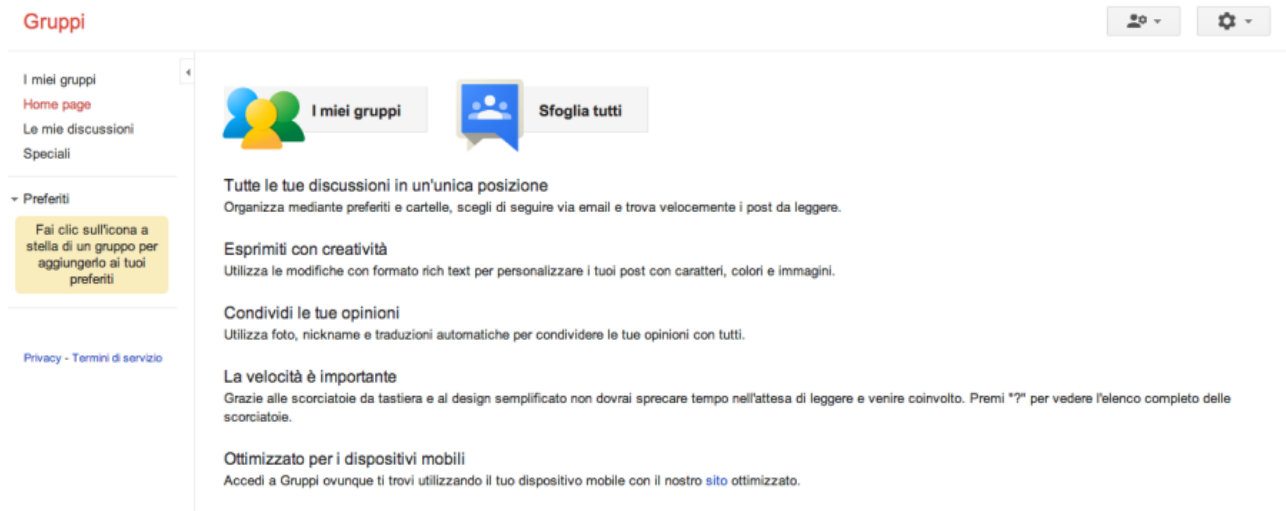 Gruppi
I miei gruppi
Home page
Le mie discussioni
Speciali
Preferiti
Fai clic sull'icona a
stella di un gruppo per
aggiungerlo ai tuoi
preferiti
Privacy - Termini di servizio
I miei gruppi
Sfoglia tutti
Tutte le tue discussioni in un'unica posizione
Organizza mediante preferiti e cartelle, scegli di seguire via email e trova velocemente i post da leggere.
Esprimiti con creatività
Utilizza le modifiche con formato rich text per personalizzare i tuoi post con caratteri, colori e immagini.
Condividi le tue opinioni
Utilizza foto, nickname e traduzioni automatiche per condividere le tue opinioni con tutti.
La velocità è importante
Grazie alle scorciatoie da tastiera e al design semplificato non dovrai sprecare tempo nell'attesa di leggere e venire coinvolto. Premi "?" per vedere l'elenco completo delle
scorciatoie.
Ottimizzato per i dispositivi mobili
Accedi a Gruppi ovunque ti trovi utilizzando il tuo dispositivo mobile con il nostro sito ottimizzato.